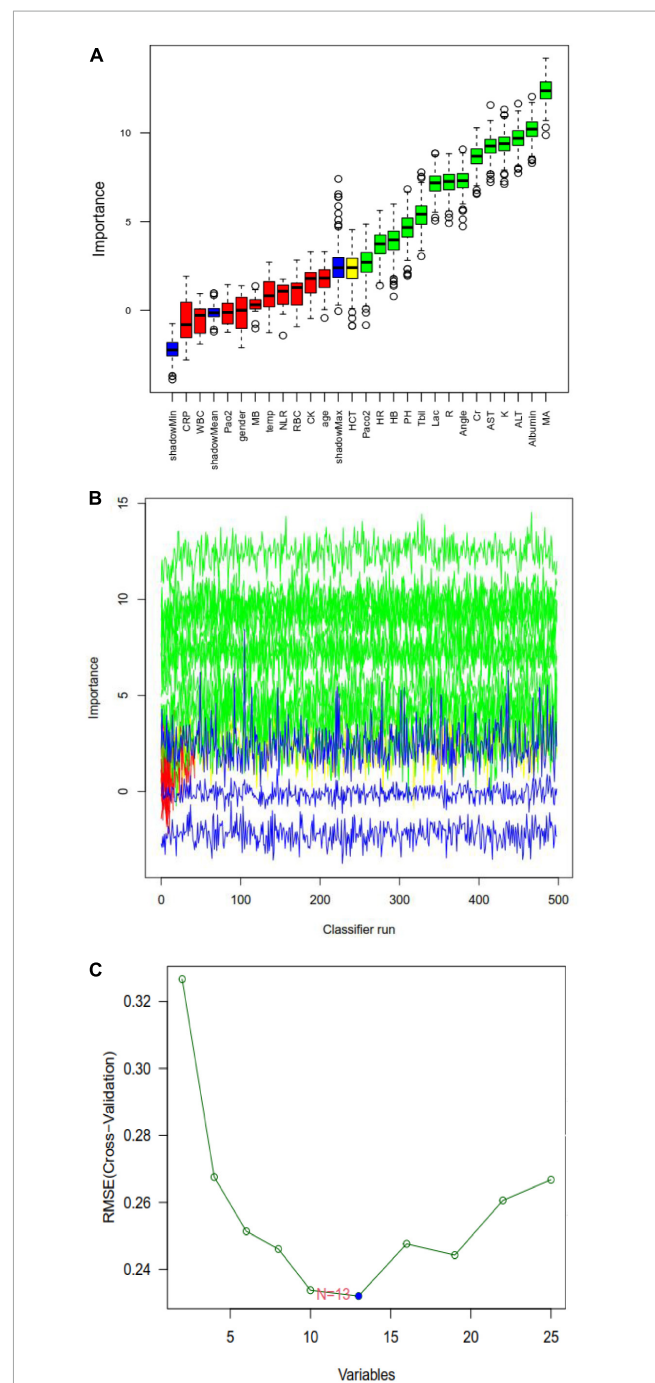 A
Importance
10
5
0
shadowMin
CRP
WBC
shadowMean
Pao2
gender
MB
temp
NLR
RBC
CK
age
shadowMax
HCT
Paco2
HR
HB
PH
Tbil
Lac
R
Angle
Cr
AST
K
ALT
Albumin
MA
B
Importance
15
10
5
0
0 100 200 300 400 500
Classifier run
C
RMSE(Cross−Validation)
0.32
0.30
0.28
0.26
0.24
N=13
5 10 15 20 25
Variables